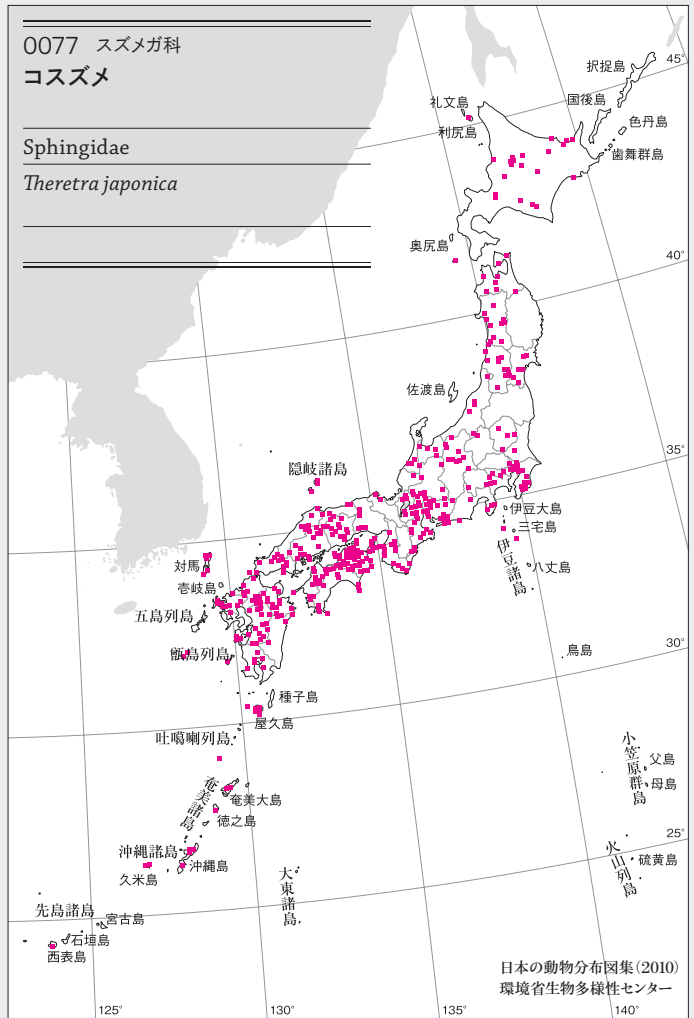 0077 スズメガ科
コスズメ
Sphingidae
Theretra japonica
択捉島
45°
礼文島
国後島
色丹島
利尻島
歯舞群島
奥尻島
40°
佐渡島
35°
隠岐諸島
伊豆大島
三宅島
伊豆諸島
八丈島
対馬
壱岐島
五島列島
甑島列島
鳥島
30°
種子島
屋久島
吐噶喇列島
小笠原群島
父島
母島
奄美諸島
奄美大島
徳之島
25°
沖縄諸島
沖縄島
久米島
火山列島
硫黄島
大東諸島
先島諸島
宮古島
石垣島
西表島
日本の動物分布図集(2010)
環境省生物多様性センター
125°
130°
135°
140°